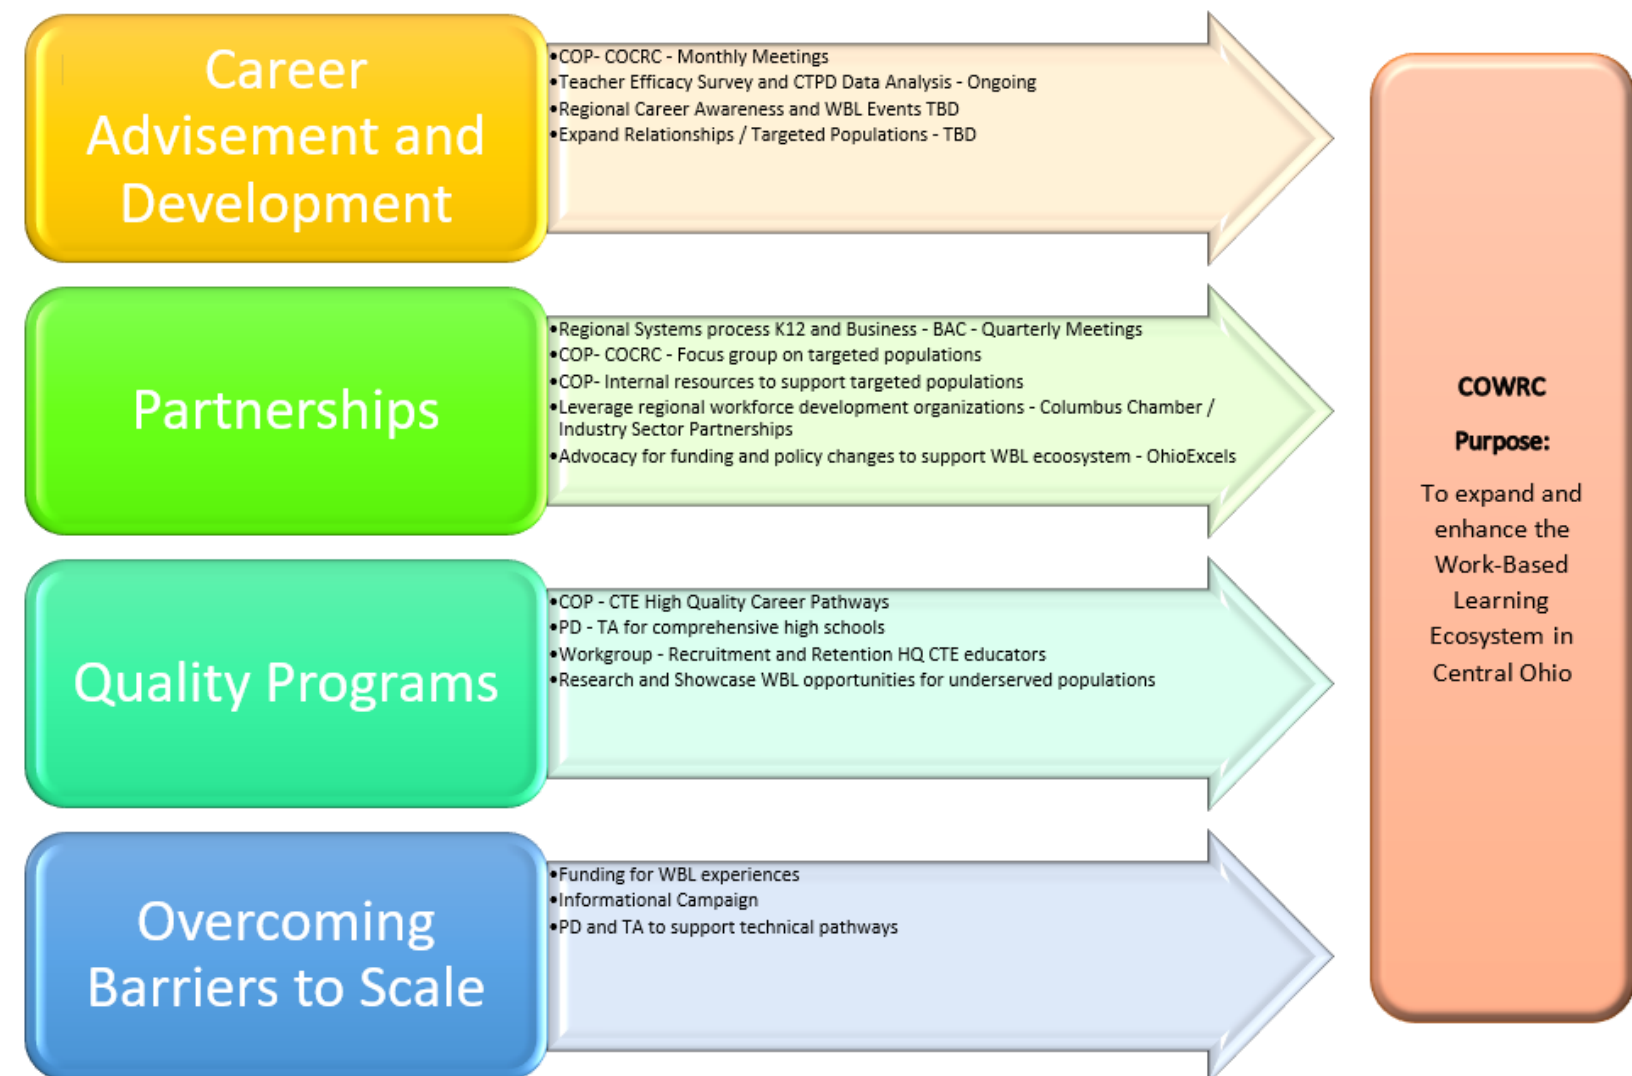 Career
Advisement and
Development
•COP- COCRC - Monthly Meetings
•Teacher Efficacy Survey and CTPD Data Analysis - Ongoing
•Regional Career Awareness and WBL Events TBD
•Expand Relationships / Targeted Populations - TBD
Partnerships
•Regional Systems process K12 and Business - BAC - Quarterly Meetings
•COP- COCRC - Focus group on targeted populations
•COP- Internal resources to support targeted populations
•Leverage regional workforce development organizations - Columbus Chamber /
Industry Sector Partnerships
•Advocacy for funding and policy changes to support WBL ecoosystem - OhioExcels
Quality Programs
•COP - CTE High Quality Career Pathways
•PD - TA for comprehensive high schools
•Workgroup - Recruitment and Retention HQ CTE educators
•Research and Showcase WBL opportunities for underserved populations
Overcoming
Barriers to Scale
•Funding for WBL experiences
•Informational Campaign
•PD and TA to support technical pathways
COWRC
Purpose:
To expand and
enhance the
Work-Based
Learning
Ecosystem in
Central Ohio